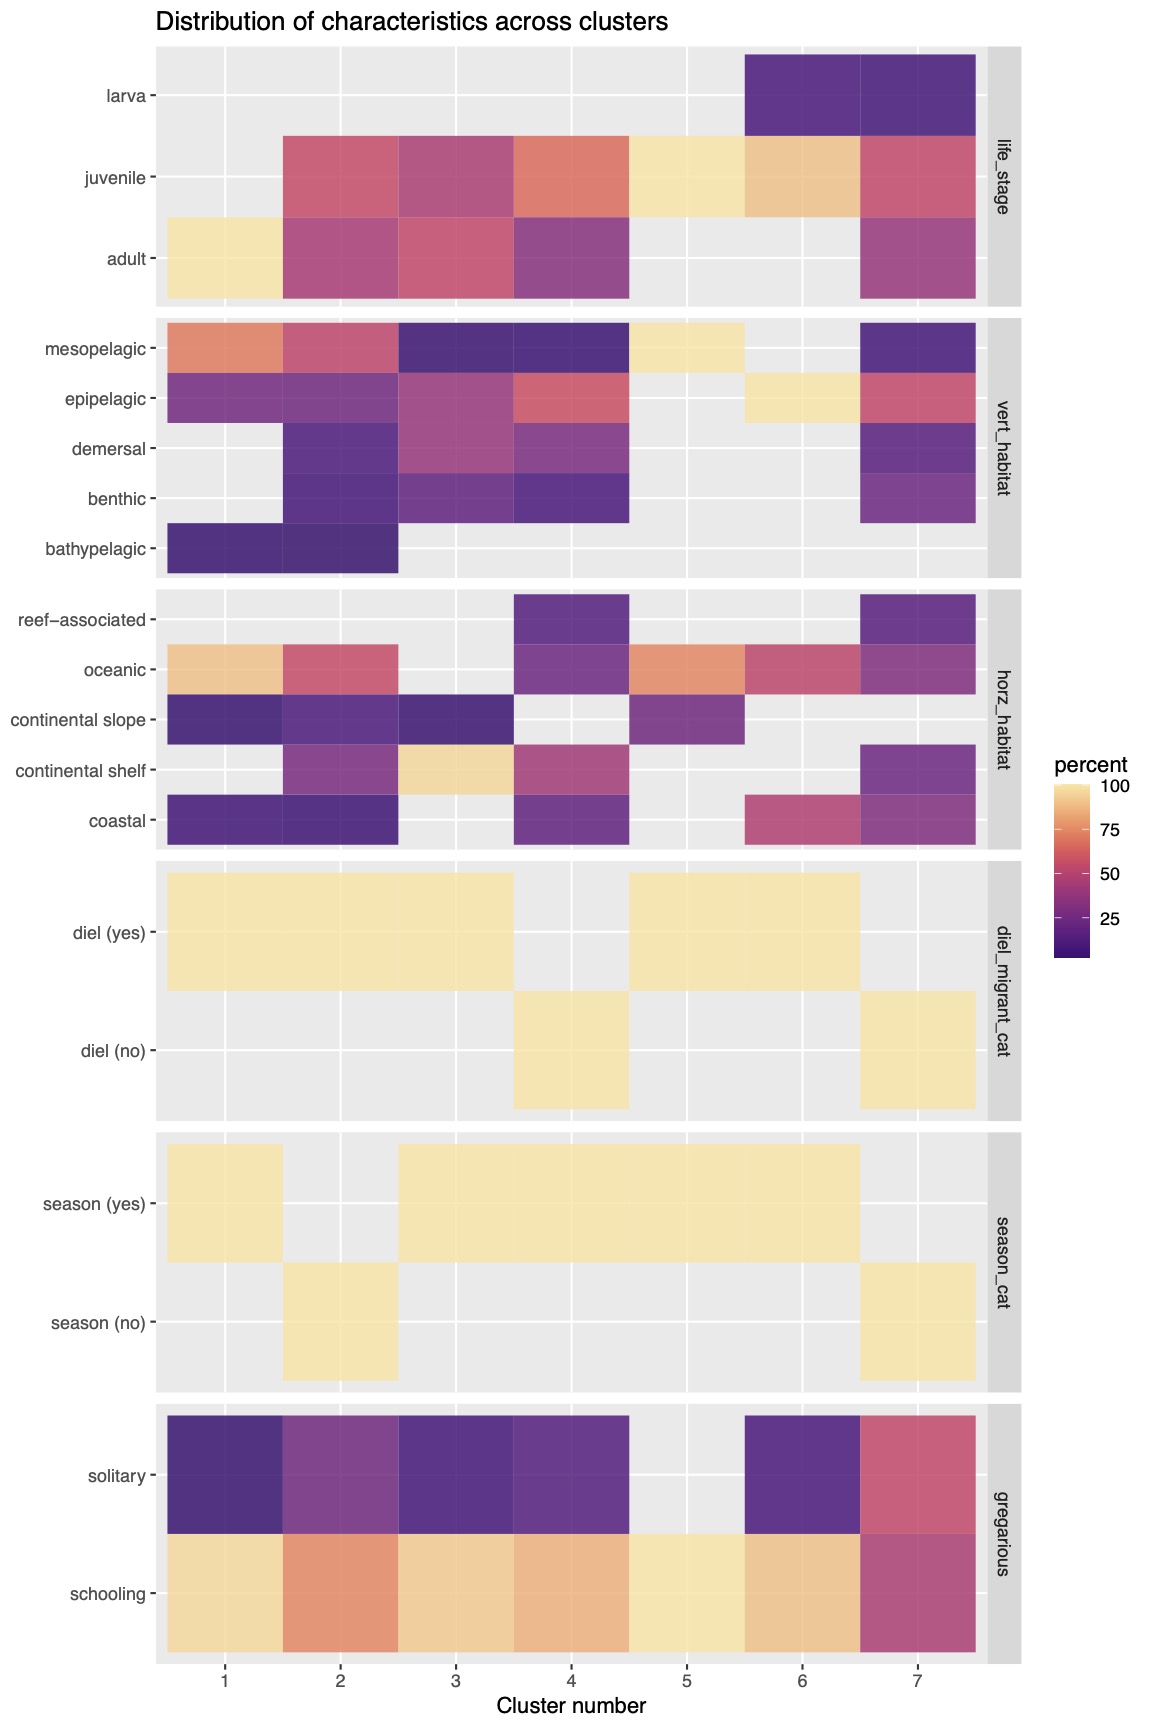 Distribution of characteristics across clusters
larva
juvenile
adult
life_stage
mesopelagic
epipelagic
demersal
benthic
bathypelagic
vert_habitat
reef−associated
oceanic
continental slope
continental shelf
coastal
horz_habitat
diel (yes)
diel (no)
diel_migrant_cat
season (yes)
season (no)
season_cat
solitary
schooling
gregarious
1 2 3 4 5 6 7
Cluster number
percent
100
75
50
25